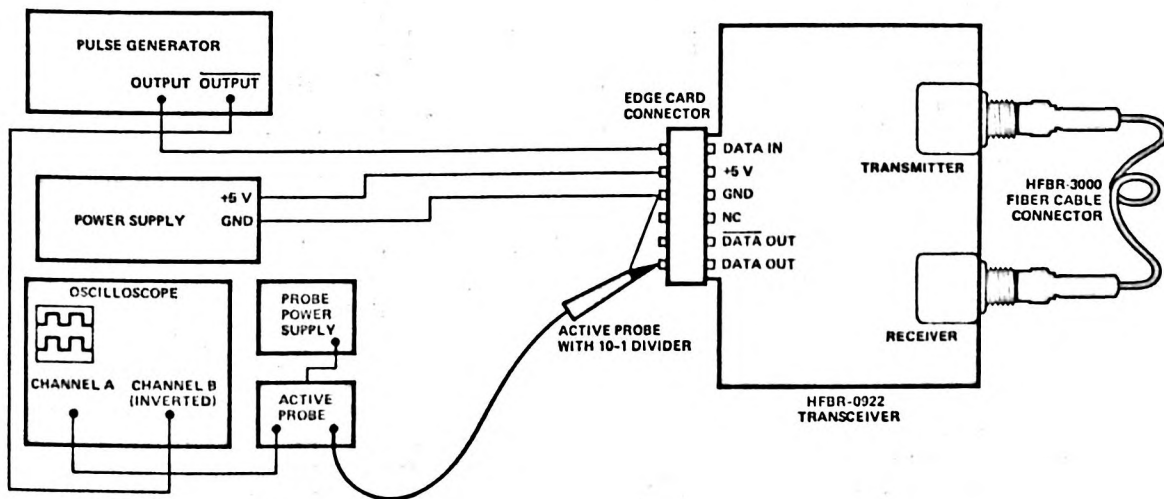 PULSE GENERATOR
OUTPUT OUTPUT
EDGE CARD
CONNECTOR
DATA IN
+5 V
GND
NC
DATA OUT
DATA OUT
TRANSMITTER
HFBR-3000
FIBER CABLE
CONNECTOR
+5 V
POWER SUPPLY GND
OSCILLOSCOPE
CHANNEL A
CHANNEL B
(INVERTED)
PROBE
POWER
SUPPLY
ACTIVE
PROBE
ACTIVE PROBE
WITH 10-1 DIVIDER
RECEIVER
HFBR-0922
TRANSCEIVER